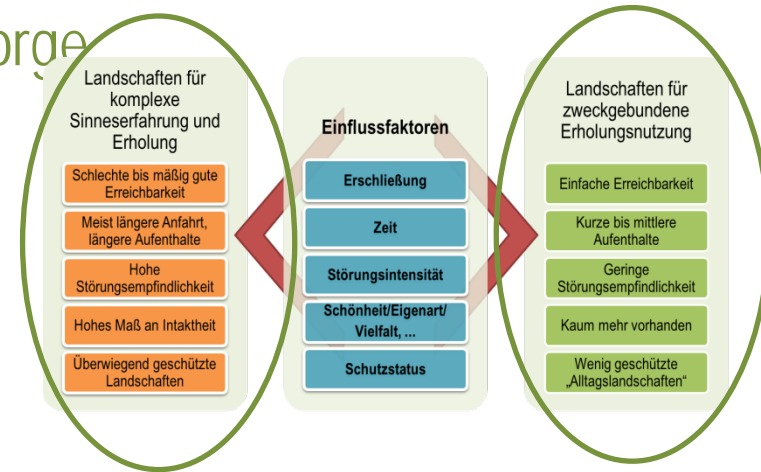 orge
Landschaften für
komplexe
Sinneserfahrung und
Erholung
Schlechte bis mäßig gute
Erreichbarkeit
Meist längere Anfahrt,
längere Aufenthalte
Hohe
Störungsempfindlichkeit
Hohes Maß an Intaktheit
Überwiegend geschützte
Landschaften
Einflussfaktoren
Erschließung
Zeit
Störungsintensität
Schönheit/Eigenart/
Vielfalt, ...
Schutzstatus
Landschaften für
zweckgebundene
Erholungsnutzung
Einfache Erreichbarkeit
Kurze bis mittlere
Aufenthalte
Geringe
Störungsempfindlichkeit
Kaum mehr vorhanden
Wenig geschützte
„Alltagslandschaften“